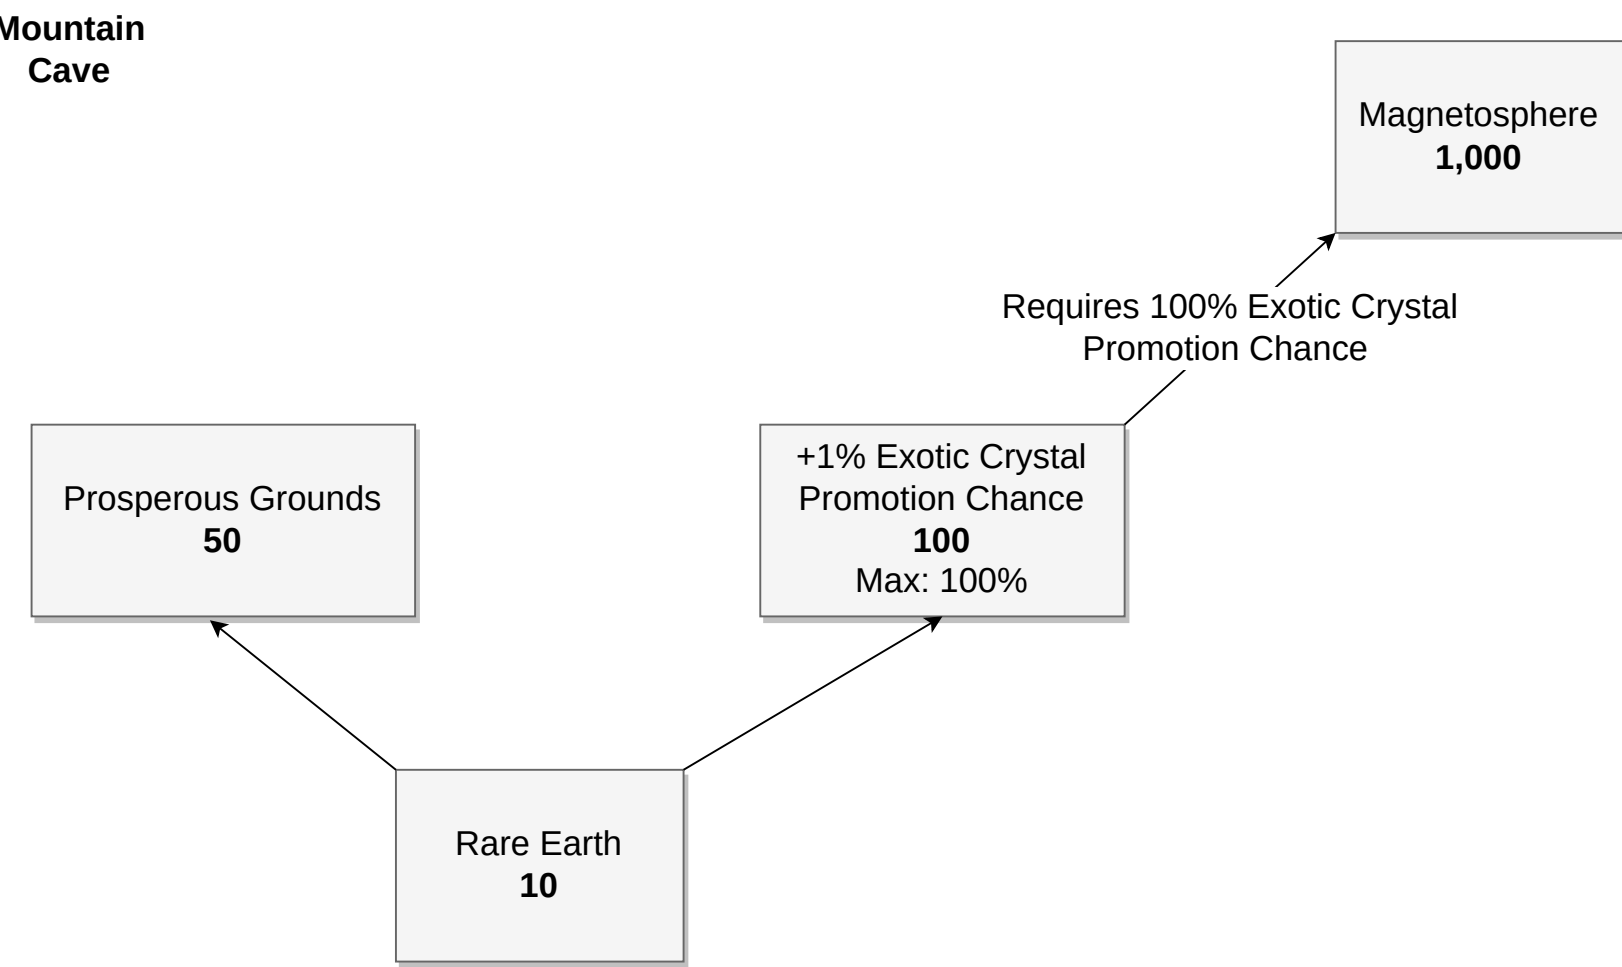 Mountain
Cave
Magnetosphere
1,000
Requires 100% Exotic Crystal
Promotion Chance
Prosperous Grounds
50
+1% Exotic Crystal
Promotion Chance
100
Max: 100%
Rare Earth
10